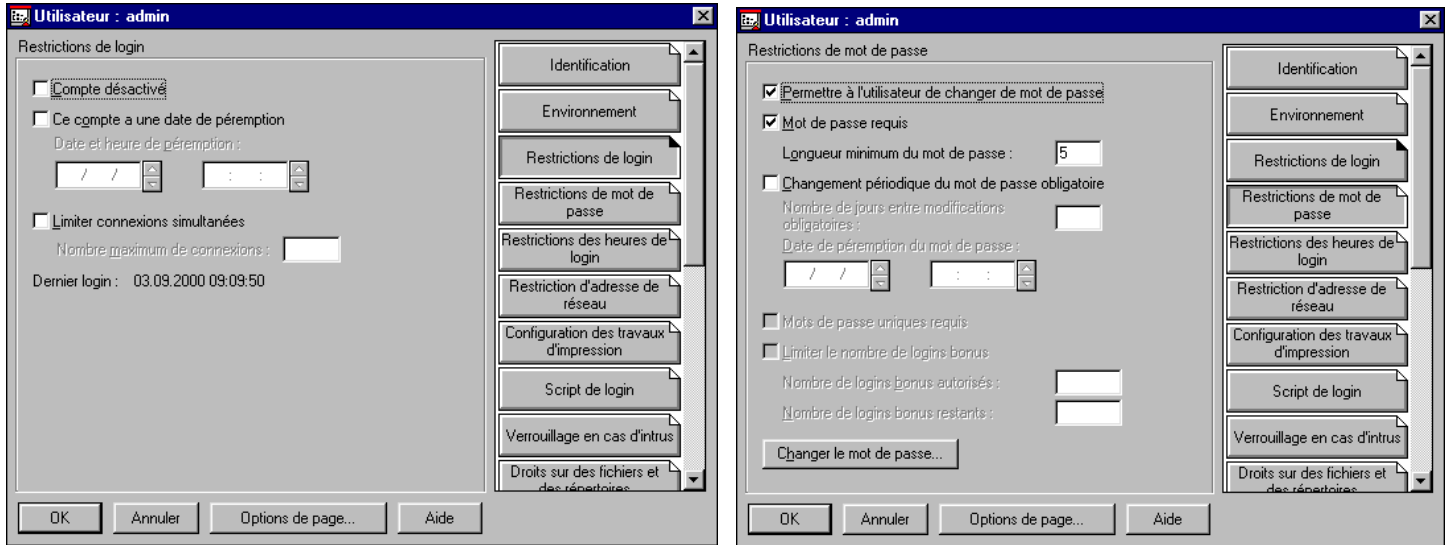 Utilisateur : admin
Restrictions de login
Compte désactivé
Ce compte a une date de péremption
Date et heure de péremption :
/ /
: :
Limiter connexions simultanées
Nombre maximum de connexions :
Dernier login : 03.09.2000 09:09:50
Identification
Environnement
Restrictions de login
Restrictions de mot de
passe
Restrictions des heures de
login
Restriction d'adresse de
réseau
Configuration des travaux
d'impression
Script de login
Verrouillage en cas d'intrus
Droits sur des fichiers et
des répertoires
OK
Annuler
Options de page...
Aide
Utilisateur : admin
Restrictions de mot de passe
Permettre à l'utilisateur de changer de mot de passe
Mot de passe requis
Longueur minimum du mot de passe : 5
Changement périodique du mot de passe obligatoire
Nombre de jours entre modifications
obligatoires :
Date de péremption du mot de passe :
/ /
: :
Mots de passe uniques requis
Limiter le nombre de logins bonus
Nombre de logins bonus autorisés :
Nombre de logins bonus restants :
Changer le mot de passe...
Identification
Environnement
Restrictions de login
Restrictions de mot de
passe
Restrictions des heures de
login
Restriction d'adresse de
réseau
Configuration des travaux
d'impression
Script de login
Verrouillage en cas d'intrus
Droits sur des fichiers et
des répertoires
OK
Annuler
Options de page...
Aide